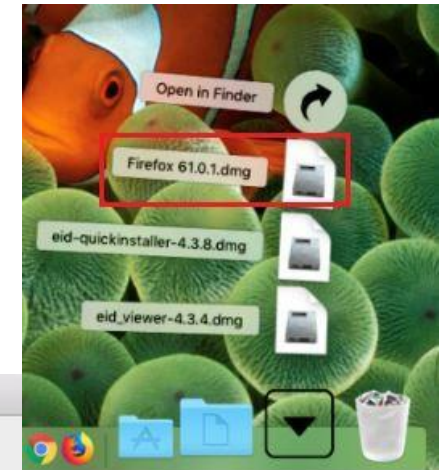 Open in Finder
Firefox 61.0.1.dmg
eid-quickinstaller-4.3.8.dmg
eid_viewer-4.3.4.dmg